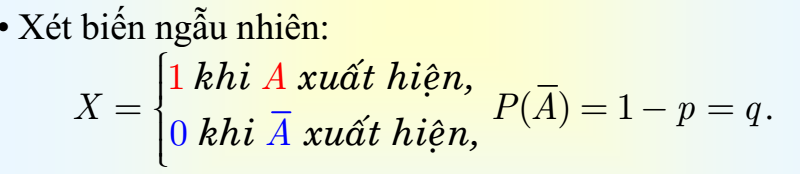 • Xét biến ngẫu nhiên:
X = { 1 khi A xuất hiện,
0 khi A̅ xuất hiện, P(A̅) = 1 − p = q.